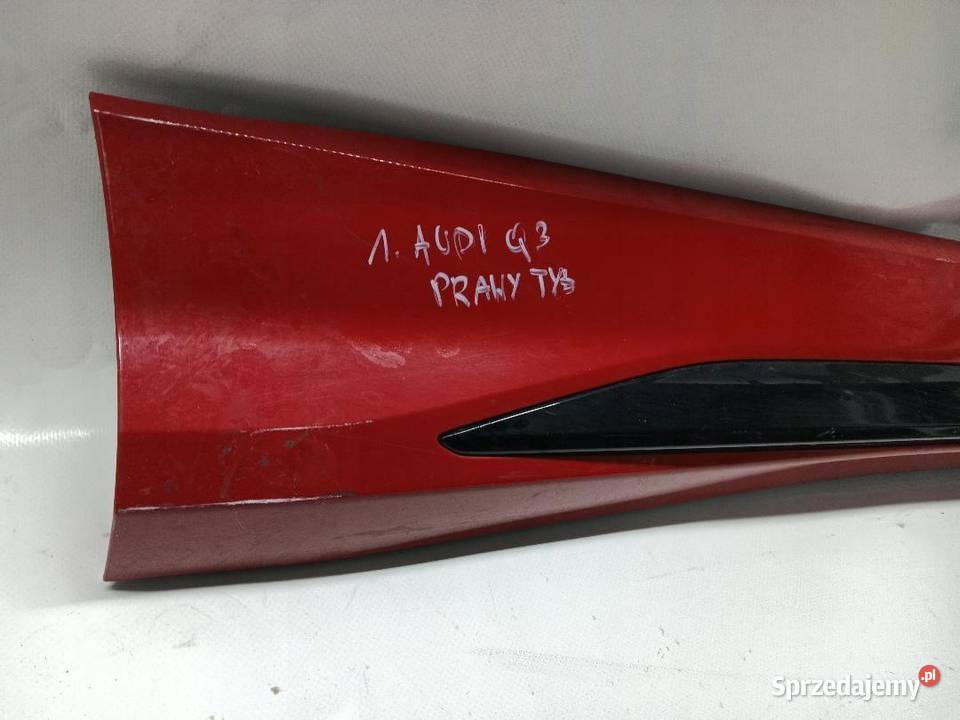 1. AUDI Q3
PRAWY TYŁ
Sprzedajemy.pl